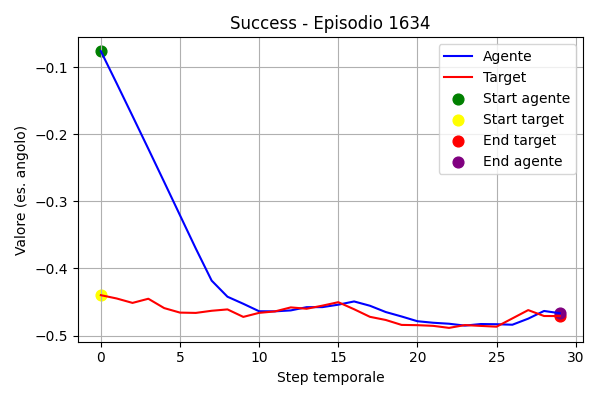 Success - Episodio 1634
Valore (es. angolo)
−0.1
−0.2
−0.3
−0.4
−0.5
Agente
Target
Start agente
Start target
End target
End agente
0 5 10 15 20 25 30
Step temporale